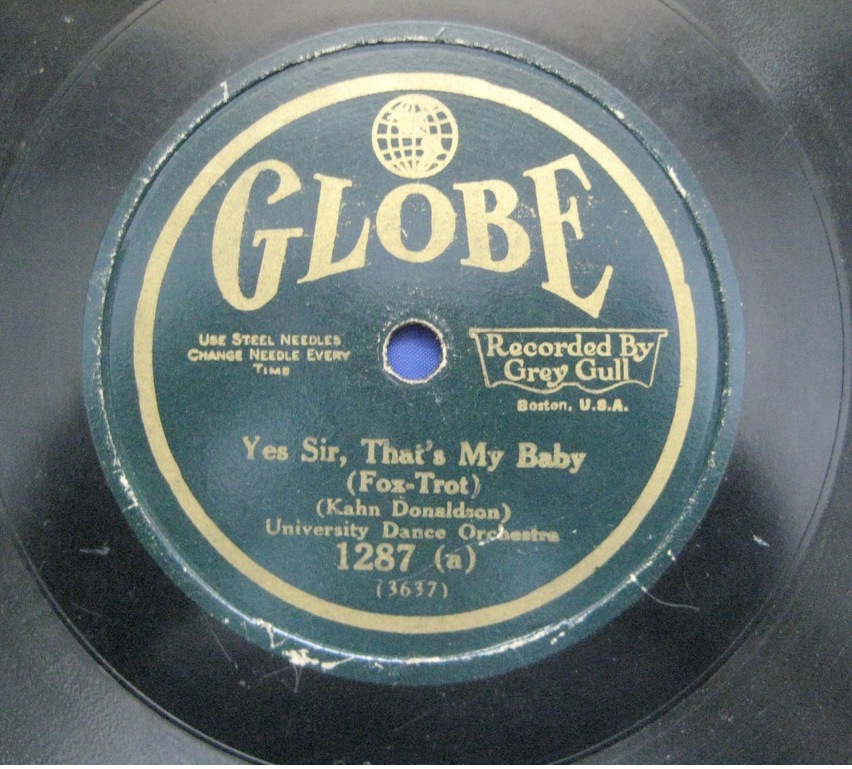 GLOBE
USE STEEL NEEDLES
CHANGE NEEDLE EVERY
TIME
Recorded By
Grey Gull
Boston, U.S.A.
Yes Sir, That's My Baby
(Fox-Trot)
(Kahn Donaldson)
University Dance Orchestra
1287 (a)
(3637)